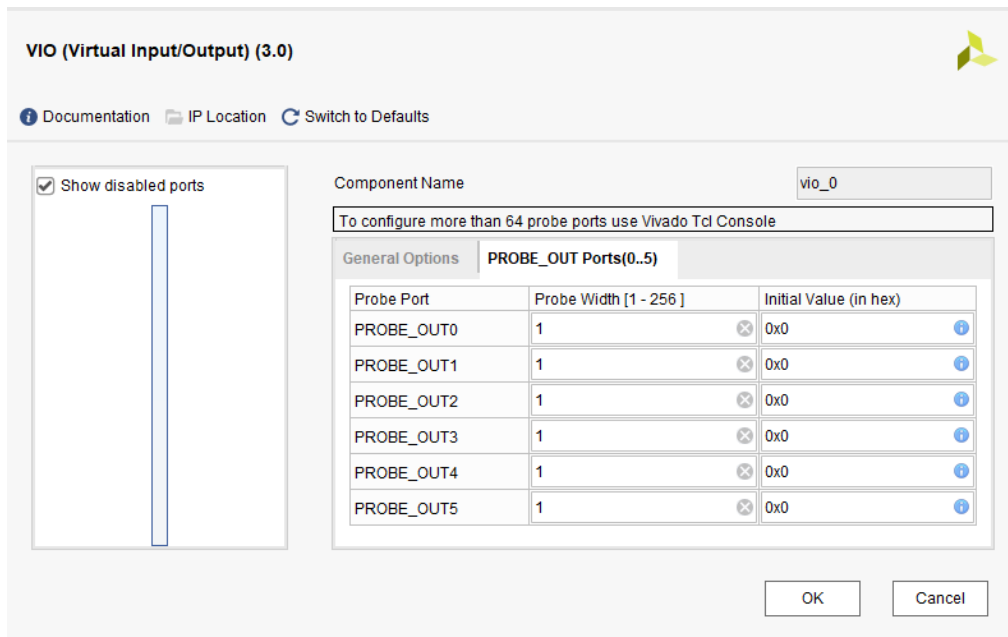 VIO (Virtual Input/Output) (3.0)
Documentation IP Location Switch to Defaults
Show disabled ports
Component Name vio_0
To configure more than 64 probe ports use Vivado Tcl Console
General Options PROBE_OUT Ports(0..5)
Probe Port Probe Width [1 - 256 ] Initial Value (in hex)
PROBE_OUT0 1 0x0
PROBE_OUT1 1 0x0
PROBE_OUT2 1 0x0
PROBE_OUT3 1 0x0
PROBE_OUT4 1 0x0
PROBE_OUT5 1 0x0
OK Cancel